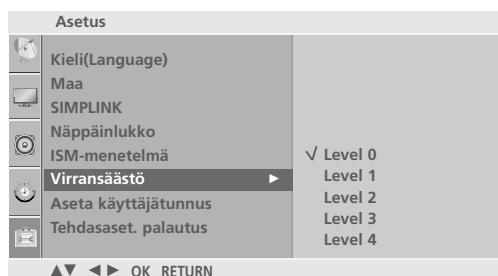 Asetus
Kieli(Language)
Maa
SIMPLINK
Näppäinlukko
ISM-menetelmä
Virransäästö ►
Aseta käyttäjätunnus
Tehdasaset. palautus
√ Level 0
Level 1
Level 2
Level 3
Level 4
▲▼ ◄► OK RETURN